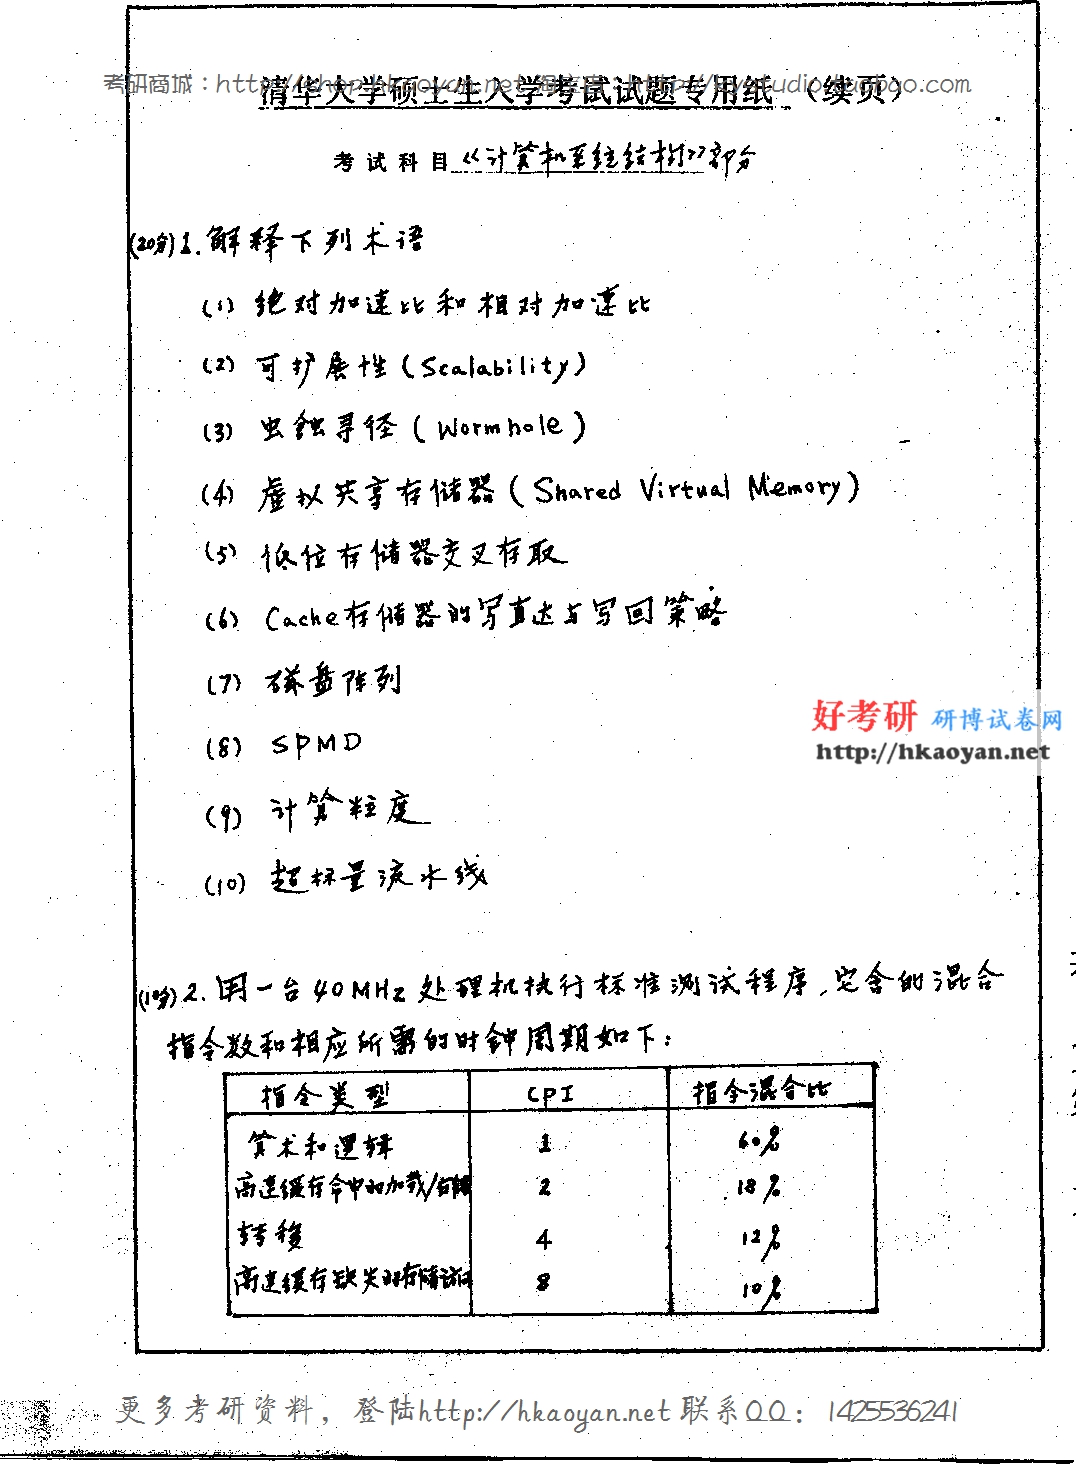 考研商城：http://shop.hkaoyan.net
清华大学硕士生入学考试试题专用纸 (续页)
考试科目《计算机系统结构》部分
(20分) 1. 解释下列术语
(1) 绝对加速比和相对加速比
(2) 可扩展性 (Scalability)
(3) 虫蚀寻径 (Wormhole)
(4) 虚拟共享存储器 (Shared Virtual Memory)
(5) 低位存储器交叉存取
(6) Cache存储器的写直达与写回策略
(7) 磁盘阵列
好考研 研博试卷网
http://hkaoyan.net
(8) SPMD
(9) 计算粒度
(10) 超标量流水线
(10分) 2. 用一台40MHz处理机执行标准测试程序,它含的混合
指令数和相应所需的时钟周期如下:
指令类型 CPI 指令混合比
算术和逻辑 1 60%
高速缓存命中的加载/存储 2 18%
转移 4 12%
高速缓存缺失的存储访问 8 10%
更多考研资料，登陆http://hkaoyan.net 联系QQ：1425536241